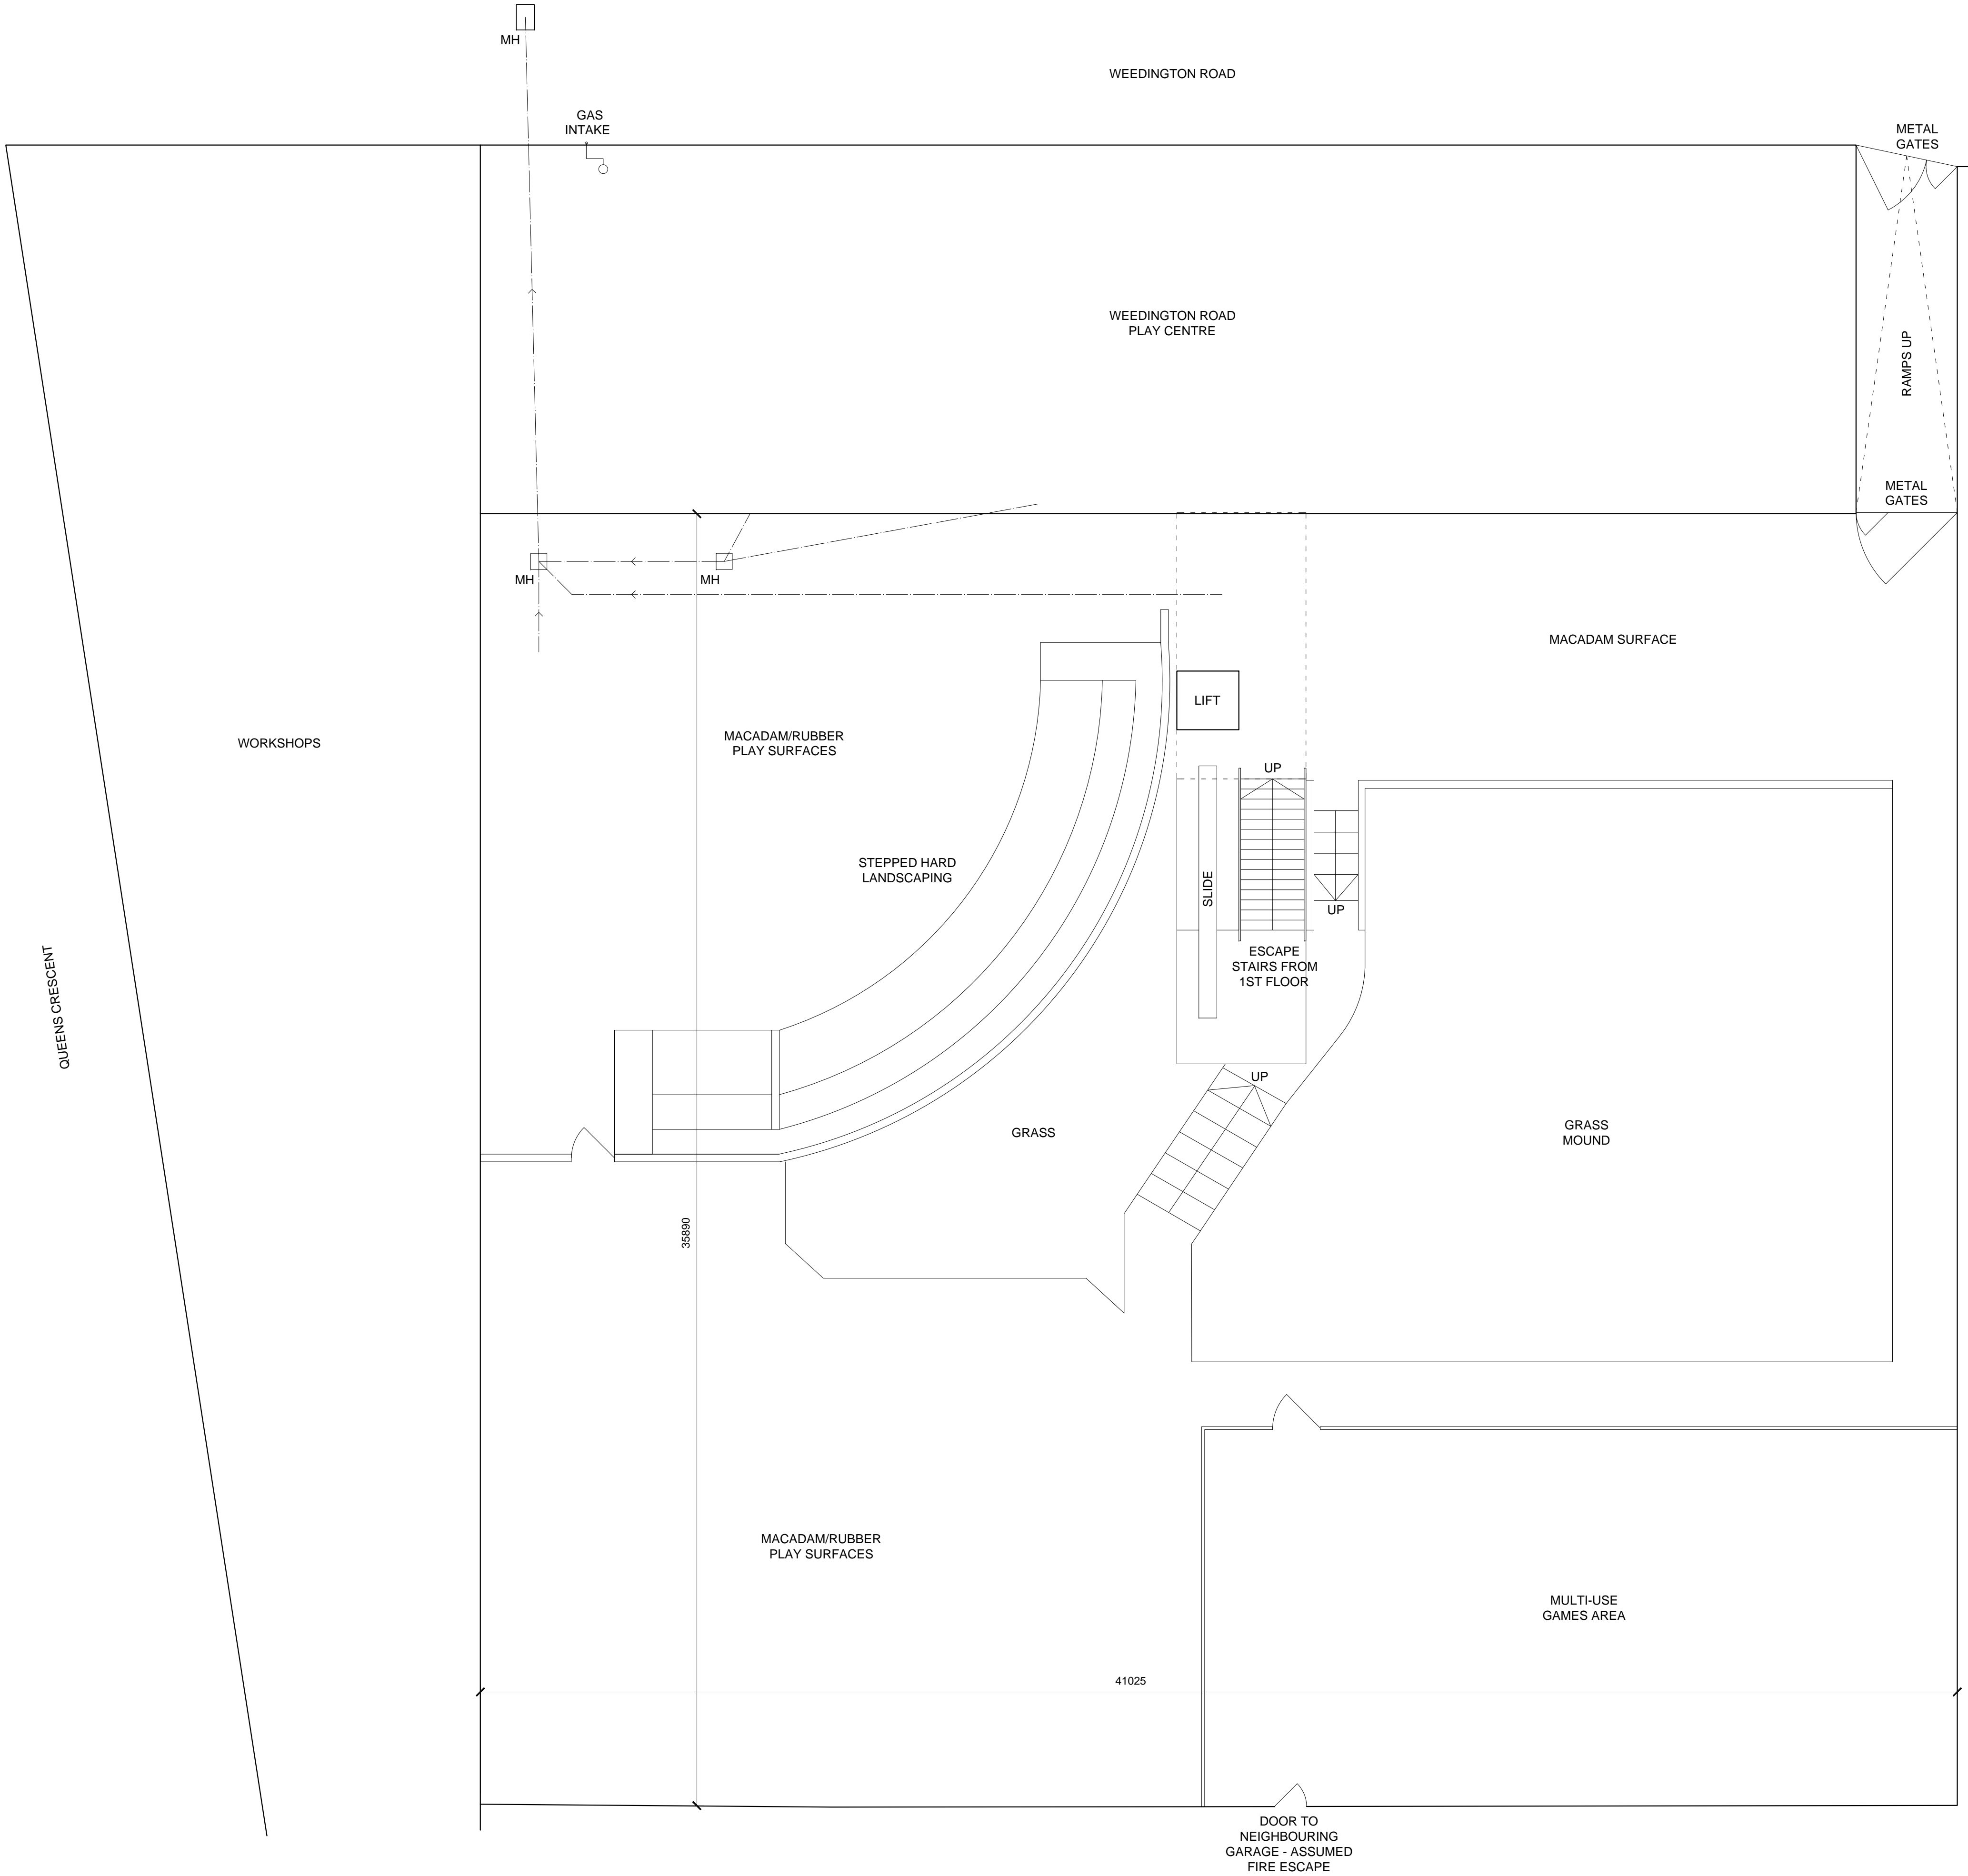 MH
WEEDINGTON ROAD
GAS
INTAKE
METAL
GATES
WEEDINGTON ROAD
PLAY CENTRE
RAMPS UP
METAL
GATES
MH
MH
MACADAM SURFACE
LIFT
WORKSHOPS
MACADAM/RUBBER
PLAY SURFACES
UP
STEPPED HARD
LANDSCAPING
SLIDE
UP
ESCAPE
STAIRS FROM
1ST FLOOR
QUEENS CRESCENT
UP
GRASS
GRASS
MOUND
35890
MACADAM/RUBBER
PLAY SURFACES
MULTI-USE
GAMES AREA
41025
DOOR TO
NEIGHBOURING
GARAGE - ASSUMED
FIRE ESCAPE